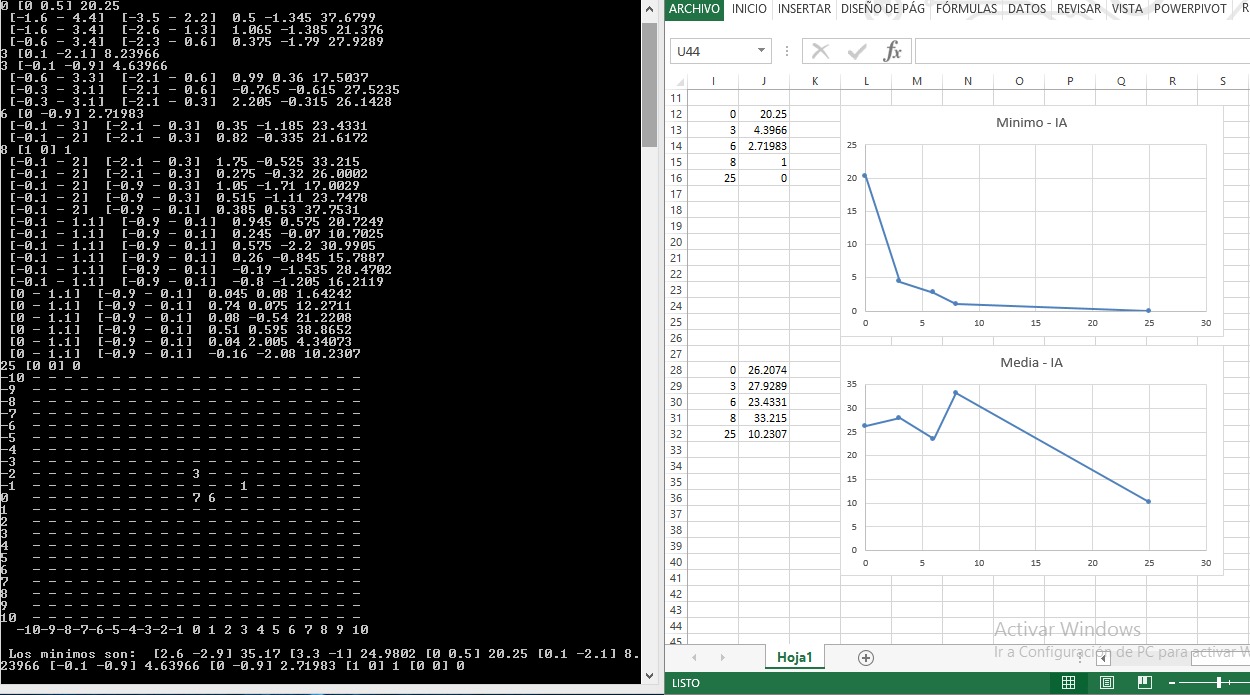 0 [0 0.5] 20.25
[-1.6 - 4.4] [-3.5 - 2.2] 0.5 -1.345 37.6799
[-1.6 - 3.4] [-2.6 - 1.3] 1.065 -1.385 21.376
[-0.6 - 3.4] [-2.3 - 0.6] 0.375 -1.79 27.9289
3 [0.1 -2.1] 8.23966
3 [-0.1 -0.9] 4.63966
[-0.6 - 3.3] [-2.1 - 0.6] 0.99 0.36 17.5037
[-0.3 - 3.1] [-2.1 - 0.6] -0.765 -0.615 27.5235
[-0.3 - 3.1] [-2.1 - 0.3] 2.205 -0.315 26.1428
6 [0 -0.9] 2.71983
[-0.1 - 3] [-2.1 - 0.3] 0.35 -1.185 23.4331
[-0.1 - 2] [-2.1 - 0.3] 0.82 -0.335 21.6172
8 [1 0] 1
[-0.1 - 2] [-2.1 - 0.3] 1.75 -0.525 33.215
[-0.1 - 2] [-2.1 - 0.3] 0.275 -0.32 26.0002
[-0.1 - 2] [-0.9 - 0.3] 1.05 -1.71 17.0029
[-0.1 - 2] [-0.9 - 0.3] 0.515 -1.11 23.7478
[-0.1 - 2] [-0.9 - 0.1] 0.385 0.53 37.7531
[-0.1 - 1.1] [-0.9 - 0.1] 0.945 0.575 20.7249
[-0.1 - 1.1] [-0.9 - 0.1] 0.245 -0.07 10.7025
[-0.1 - 1.1] [-0.9 - 0.1] 0.575 -2.2 30.9905
[-0.1 - 1.1] [-0.9 - 0.1] 0.26 -0.845 15.7887
[-0.1 - 1.1] [-0.9 - 0.1] -0.19 -1.535 28.4702
[-0.1 - 1.1] [-0.9 - 0.1] -0.8 -1.205 16.2119
[0 - 1.1] [-0.9 - 0.1] 0.045 0.08 1.64242
[0 - 1.1] [-0.9 - 0.1] 0.74 0.075 12.2711
[0 - 1.1] [-0.9 - 0.1] 0.08 -0.54 21.2208
[0 - 1.1] [-0.9 - 0.1] 0.51 0.595 38.8652
[0 - 1.1] [-0.9 - 0.1] 0.04 2.005 4.34073
[0 - 1.1] [-0.9 - 0.1] -0.16 -2.08 10.2307
25 [0 0] 0
-10 - - - - - - - - - - - - - - - - - - - - -
-9 - - - - - - - - - - - - - - - - - - - - -
-8 - - - - - - - - - - - - - - - - - - - - -
-7 - - - - - - - - - - - - - - - - - - - - -
-6 - - - - - - - - - - - - - - - - - - - - -
-5 - - - - - - - - - - - - - - - - - - - - -
-4 - - - - - - - - - - - - - - - - - - - - -
-3 - - - - - - - - - - - - - - - - - - - - -
-2 - - - - - - - - - - 3 - - - - - - - - - -
-1 - - - - - - - - - - - - - 1 - - - - - - -
0 - - - - - - - - - - 7 6 - - - - - - - - -
1 - - - - - - - - - - - - - - - - - - - - -
2 - - - - - - - - - - - - - - - - - - - - -
3 - - - - - - - - - - - - - - - - - - - - -
4 - - - - - - - - - - - - - - - - - - - - -
5 - - - - - - - - - - - - - - - - - - - - -
6 - - - - - - - - - - - - - - - - - - - - -
7 - - - - - - - - - - - - - - - - - - - - -
8 - - - - - - - - - - - - - - - - - - - - -
9 - - - - - - - - - - - - - - - - - - - - -
10 - - - - - - - - - - - - - - - - - - - - -
-10-9-8-7-6-5-4-3-2-1 0 1 2 3 4 5 6 7 8 9 10
Los minimos son: [2.6 -2.9] 35.17 [3.3 -1] 24.9802 [0 0.5] 20.25 [0.1 -2.1] 8.
23966 [-0.1 -0.9] 4.63966 [0 -0.9] 2.71983 [1 0] 1 [0 0] 0
ARCHIVO INICIO INSERTAR DISEÑO DE PÁG FÓRMULAS DATOS REVISAR VISTA POWERPIVOT R
U44 fx
I J K L M N O P Q R S
11
12 0 20.25
13 3 4.3966
14 6 2.71983
15 8 1
16 25 0
17
18
19
20
21
22
23
24
25
26
27
28 0 26.2074
29 3 27.9289
30 6 23.4331
31 8 33.215
32 25 10.2307
33
34
35
36
37
38
39
40
41
42
43
44
45
Minimo - IA
25
20
15
10
5
0
0 5 10 15 20 25 30
Media - IA
35
30
25
20
15
10
5
0
0 5 10 15 20 25 30
Activar Windows
Ir a Configuración de PC para activar W
Hoja1
LISTO